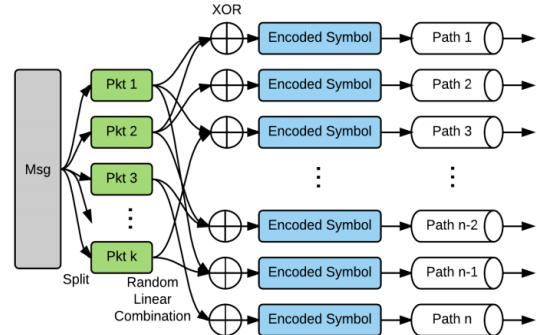 XOR
Encoded Symbol
Path 1
Pkt 1
Encoded Symbol
Path 2
Pkt 2
Encoded Symbol
Path 3
Msg
Pkt 3
⋮
⋮
⋮
Encoded Symbol
Path n-2
Pkt k
Encoded Symbol
Path n-1
Split
Random
Linear
Combination
Encoded Symbol
Path n